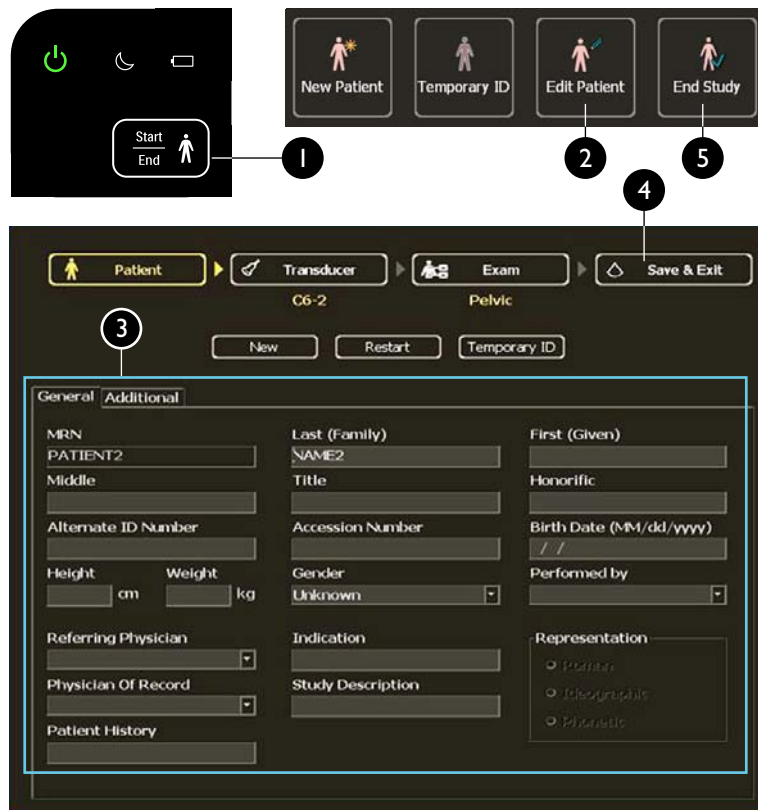 Start
End
1
New Patient
Temporary ID
Edit Patient
End Study
2
5
4
Patient
Transducer
Exam
Save & Exit
C6-2
Pelvic
3
New
Restart
Temporary ID
General Additional
MRN
Last (Family)
First (Given)
PATIENT2
NAME2
Middle
Title
Honorific
Alternate ID Number
Accession Number
Birth Date (MM/dd/yyyy)
/ /
Height
Weight
Gender
Performed by
cm
kg
Unknown
Referring Physician
Indication
Representation
Roman
Physician Of Record
Study Description
Ideographic
Phonetic
Patient History